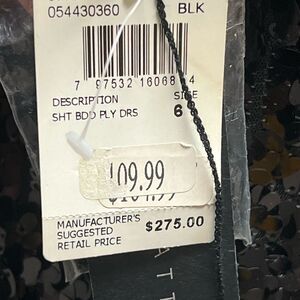 054430360 BLK
7 97532 16068 4
DESCRIPTION SIZE
SHT BDD PLY DRS 6
109.99
MANUFACTURER'S
SUGGESTED $275.00
RETAIL PRICE
A T